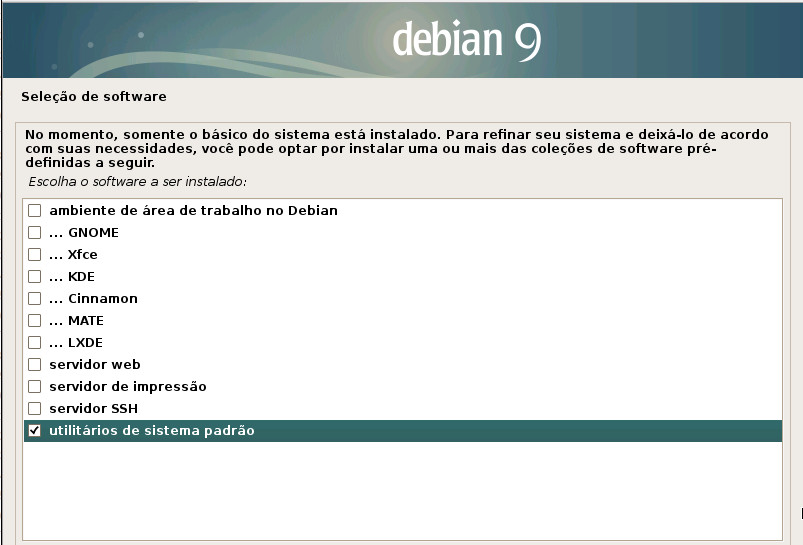 debian 9
Seleção de software
No momento, somente o básico do sistema está instalado. Para refinar seu sistema e deixá-lo de acordo
com suas necessidades, você pode optar por instalar uma ou mais das coleções de software pré-
definidas a seguir.
Escolha o software a ser instalado:
ambiente de área de trabalho no Debian
... GNOME
... Xfce
... KDE
... Cinnamon
... MATE
... LXDE
servidor web
servidor de impressão
servidor SSH
utilitários de sistema padrão